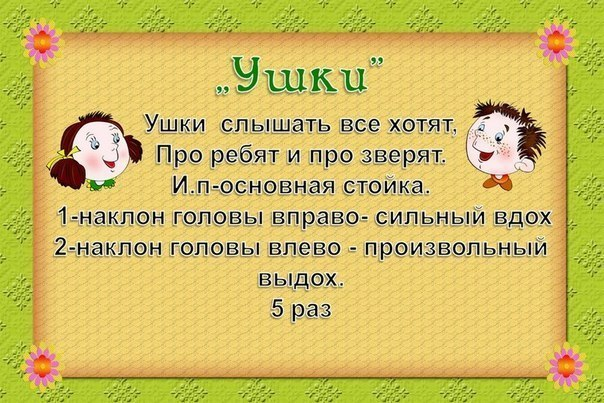 „Ушки”
Ушки слышать все хотят,
Про ребят и про зверят.
И.п-основная стойка.
1-наклон головы вправо- сильный вдох
2-наклон головы влево - произвольный
выдох.
5 раз